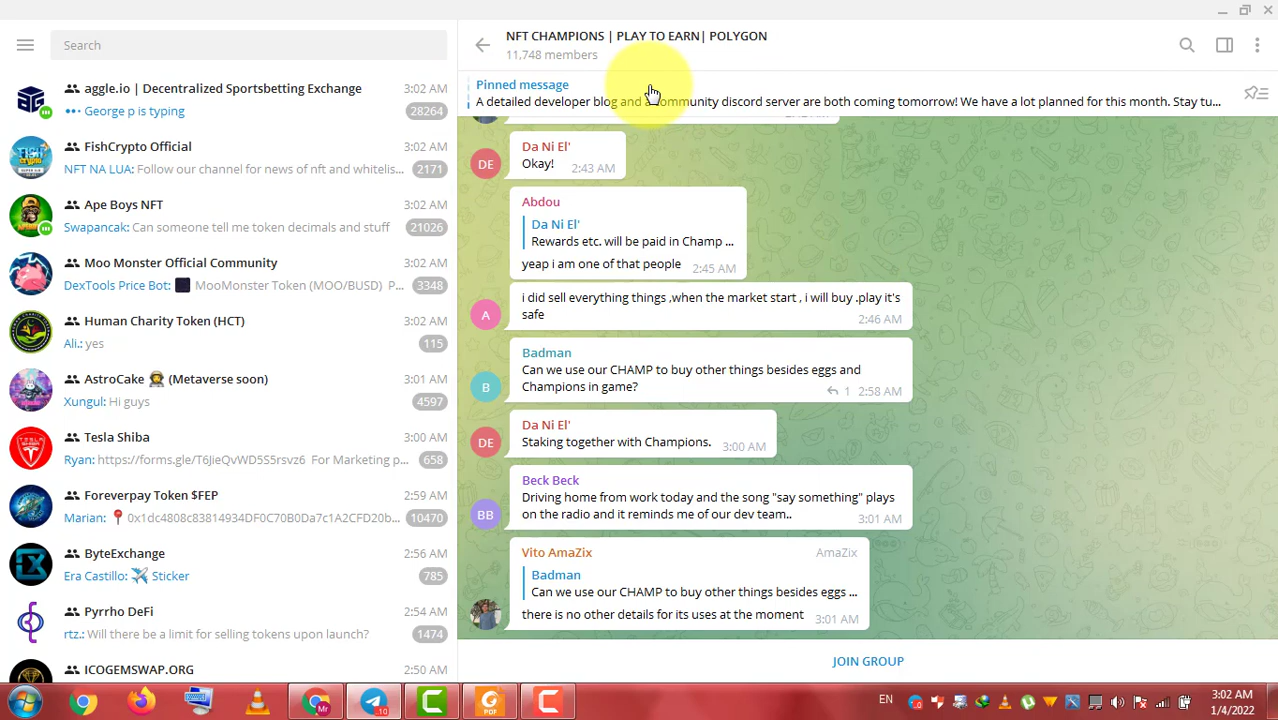 Search
aggle.io | Decentralized Sportsbetting Exchange 3:02 AM
George p is typing 28264
FishCrypto Official 3:02 AM
NFT NA LUA: Follow our channel for news of nft and whitelis... 2171
Ape Boys NFT 3:02 AM
Swapancak: Can someone tell me token decimals and stuff 21026
Moo Monster Official Community 3:02 AM
DexTools Price Bot: MooMonster Token (MOO/BUSD) P... 3348
Human Charity Token (HCT) 3:02 AM
Ali.: yes 115
AstroCake 👩‍🚀 (Metaverse soon) 3:01 AM
Xungul: Hi guys 4597
Tesla Shiba 3:00 AM
Ryan: https://forms.gle/T6JieQvWD5S5rsvz6 For Marketing p... 658
Foreverpay Token $FEP 2:59 AM
Marian: 📍 0x1dc4808c83814934DF0C70B0Da7c1A2CFD20b... 10470
ByteExchange 2:56 AM
Era Castillo: ✈️ Sticker 785
Pyrrho DeFi 2:54 AM
rtz.: Will there be a limit for selling tokens upon launch? 1474
ICOGEMSWAP.ORG 2:50 AM
NFT CHAMPIONS | PLAY TO EARN| POLYGON
11,748 members
Pinned message
A detailed developer blog and a community discord server are both coming tomorrow! We have a lot planned for this month. Stay tu...
Da Ni El'
DE Okay! 2:43 AM
Abdou
Da Ni El'
Rewards etc. will be paid in Champ ...
yeap i am one of that people 2:45 AM
i did sell everything things ,when the market start , i will buy .play it's
A safe 2:46 AM
Badman
Can we use our CHAMP to buy other things besides eggs and
B Champions in game? 1 2:58 AM
Da Ni El'
DE Staking together with Champions. 3:00 AM
Beck Beck
Driving home from work today and the song "say something" plays
BB on the radio and it reminds me of our dev team.. 3:01 AM
Vito AmaZix AmaZix
Badman
Can we use our CHAMP to buy other things besides eggs ...
there is no other details for its uses at the moment 3:01 AM
JOIN GROUP
EN
3:02 AM
1/4/2022